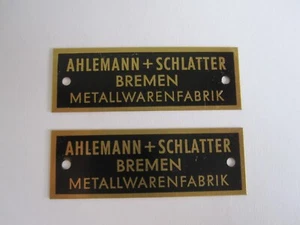 AHLEMANN + SCHLATTER
BREMEN
METALLWARENFABRIK
AHLEMANN + SCHLATTER
BREMEN
METALLWARENFABRIK